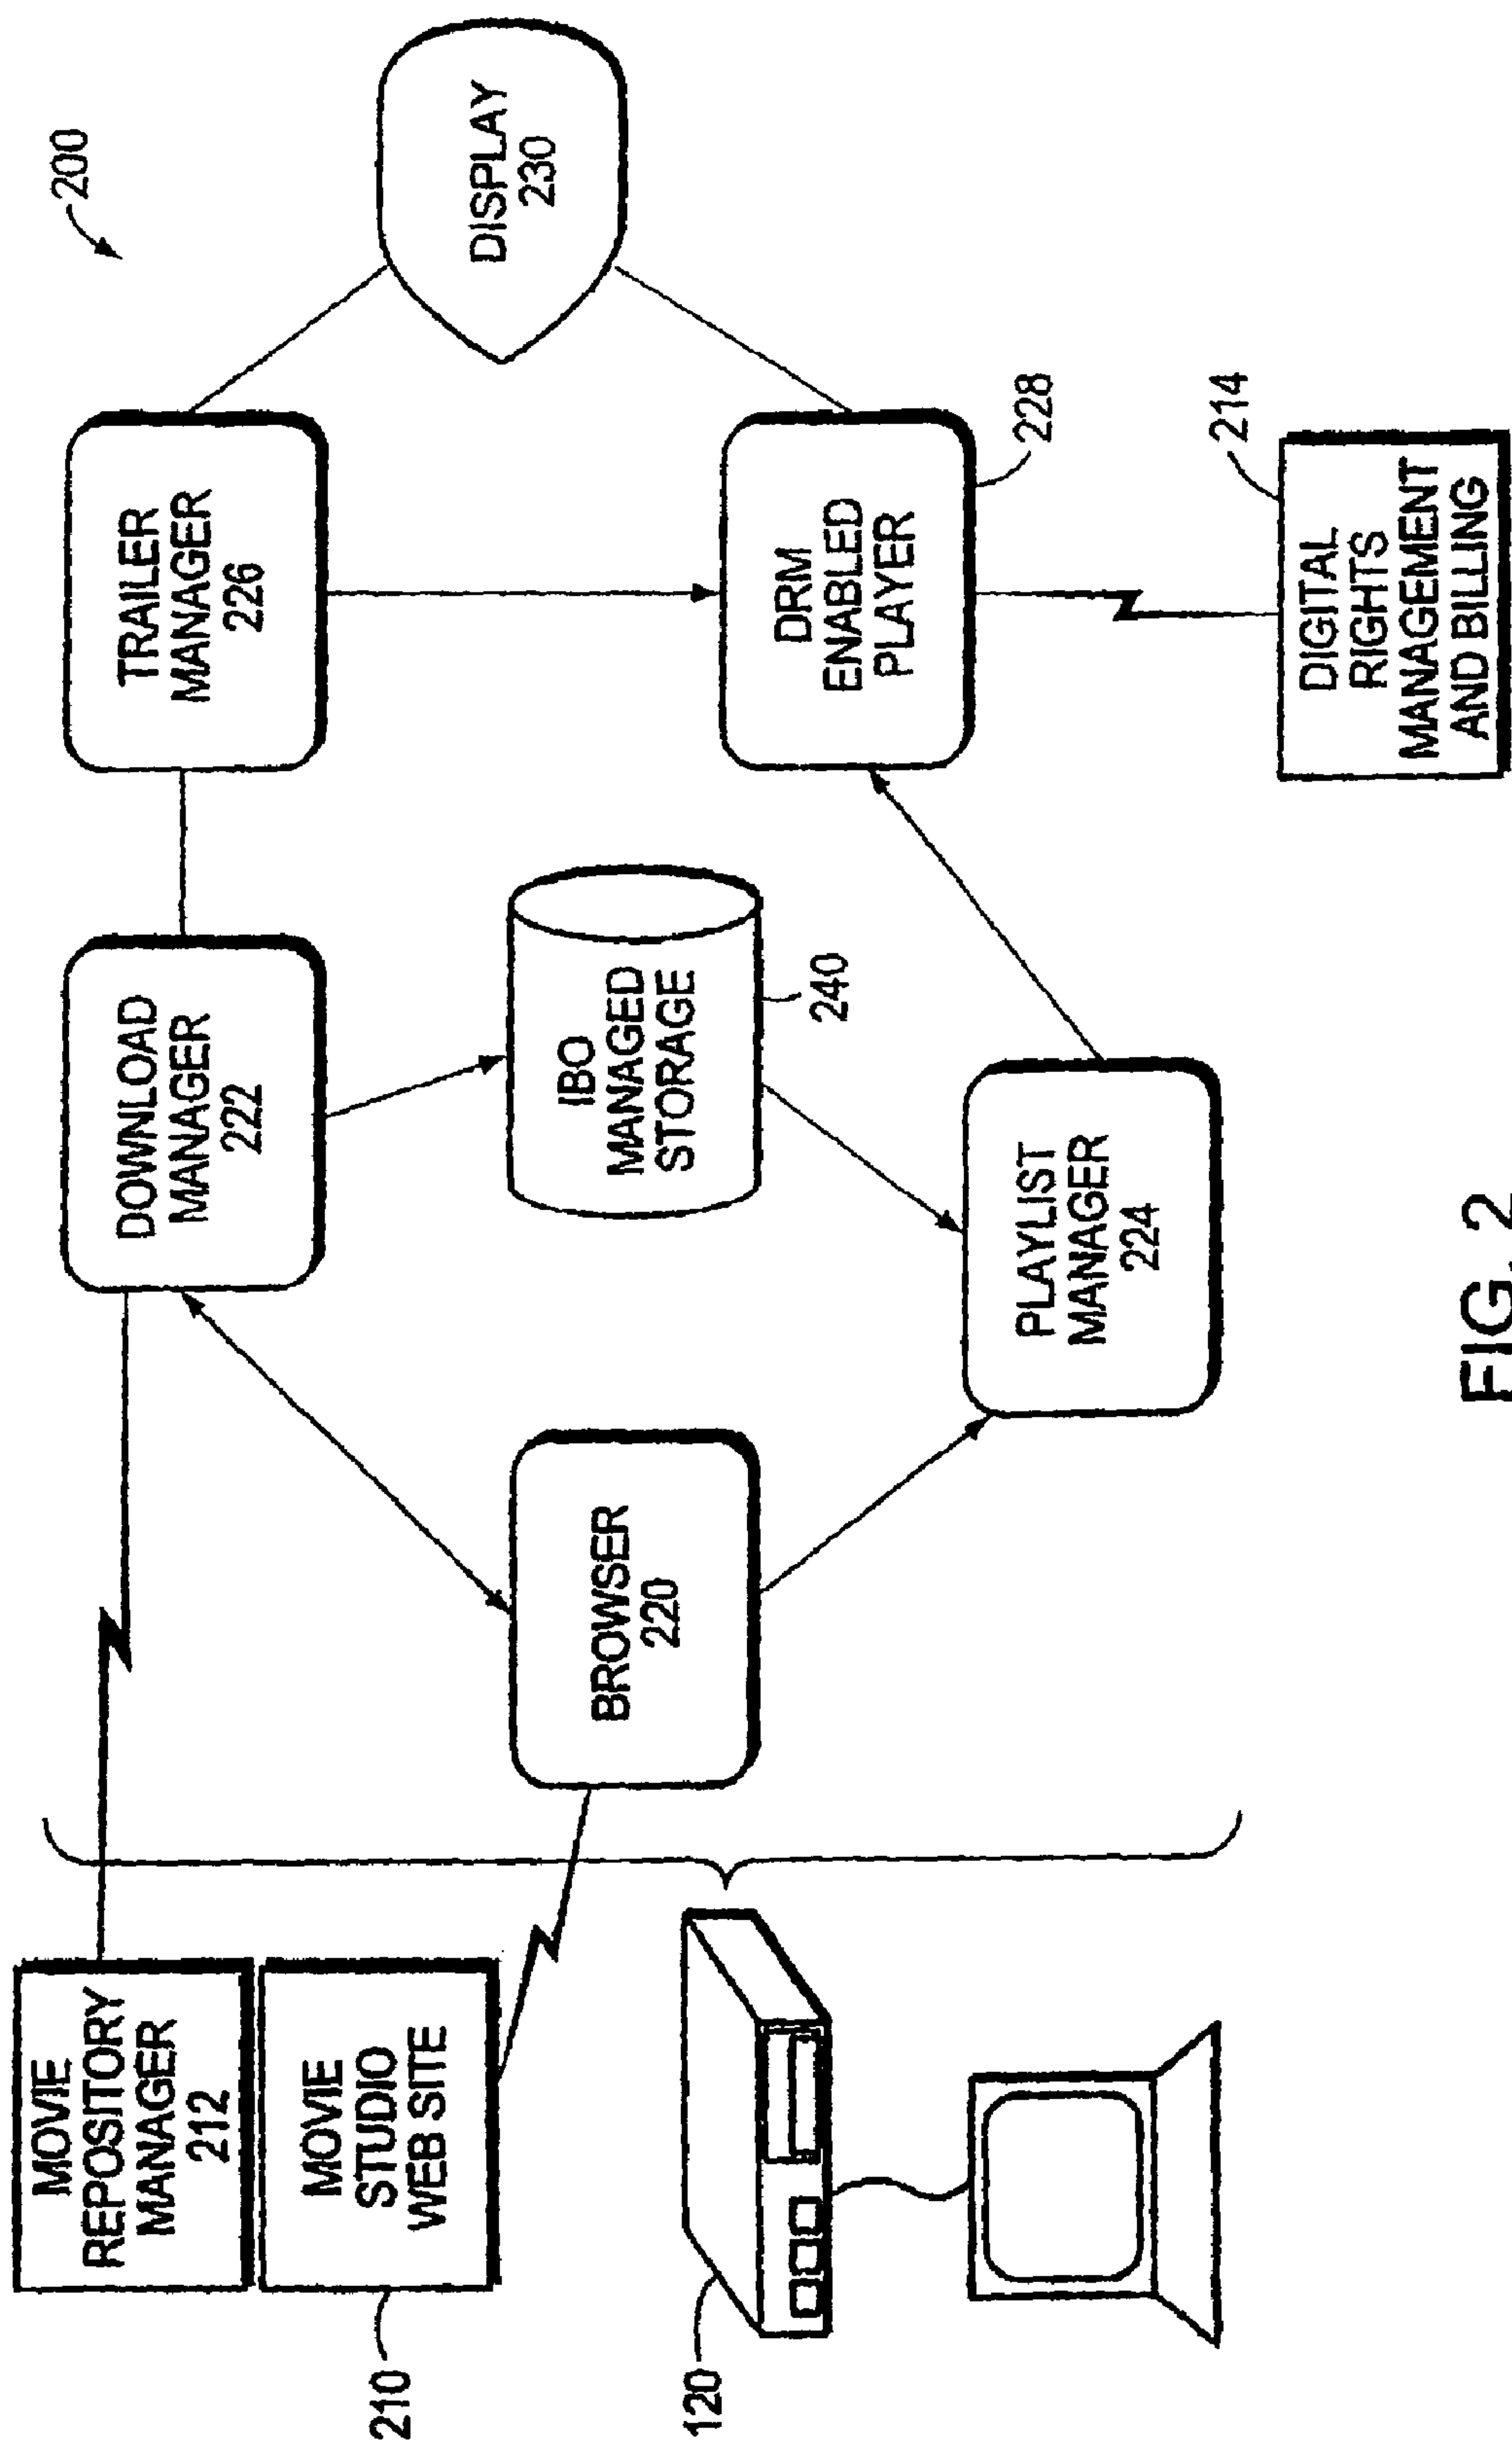 200
MOVIE
REPOSITORY
MANAGER
212
MOVIE
STUDIO
WEB SITE
210
DOWNLOAD
MANAGER
222
TRAILER
MANAGER
226
DISPLAY
230
BROWSER
220
IBO
MANAGED
STORAGE
240
PLAYLIST
MANAGER
224
DRM
ENABLED
PLAYER
228
120
214
DIGITAL
RIGHTS
MANAGEMENT
AND BILLING
FIG. 2